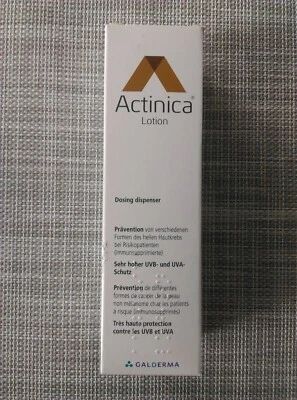 Actinica®
Lotion
Dosing dispenser
Prävention von verschiedenen
Formen des hellen Hautkrebs
bei Risikopatienten
(Immunsupprimierte)
Sehr hoher UVB- und UVA-
Schutz
Prévention de différentes
formes de cancer de la peau
non mélanome chez les patients
à risque (immunosupprimés)
Très haute protection
contre les UVB et UVA
GALDERMA